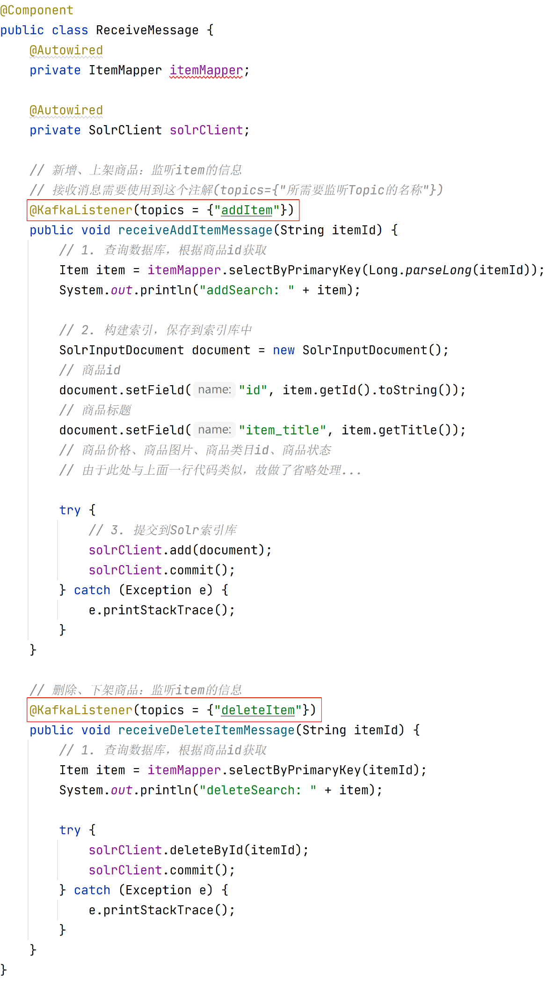 @Component
public class ReceiveMessage {
@Autowired
private ItemMapper itemMapper;
@Autowired
private SolrClient solrClient;
// 新增、上架商品：监听item的信息
// 接收消息需要使用到这个注解(topics={"所需要监听Topic的名称"})
@KafkaListener(topics = {"addItem"})
public void receiveAddItemMessage(String itemId) {
// 1. 查询数据库，根据商品id获取
Item item = itemMapper.selectByPrimaryKey(Long.parseLong(itemId));
System.out.println("addSearch: " + item);
// 2. 构建索引，保存到索引库中
SolrInputDocument document = new SolrInputDocument();
// 商品id
document.setField( name: "id", item.getId().toString());
// 商品标题
document.setField( name: "item_title", item.getTitle());
// 商品价格、商品图片、商品类目id、商品状态
// 由于此处与上面一行代码类似，故做了省略处理...
try {
// 3. 提交到Solr索引库
solrClient.add(document);
solrClient.commit();
} catch (Exception e) {
e.printStackTrace();
}
}
// 删除、下架商品：监听item的信息
@KafkaListener(topics = {"deleteItem"})
public void receiveDeleteItemMessage(String itemId) {
// 1. 查询数据库，根据商品id获取
Item item = itemMapper.selectByPrimaryKey(itemId);
System.out.println("deleteSearch: " + item);
try {
solrClient.deleteById(itemId);
solrClient.commit();
} catch (Exception e) {
e.printStackTrace();
}
}
}